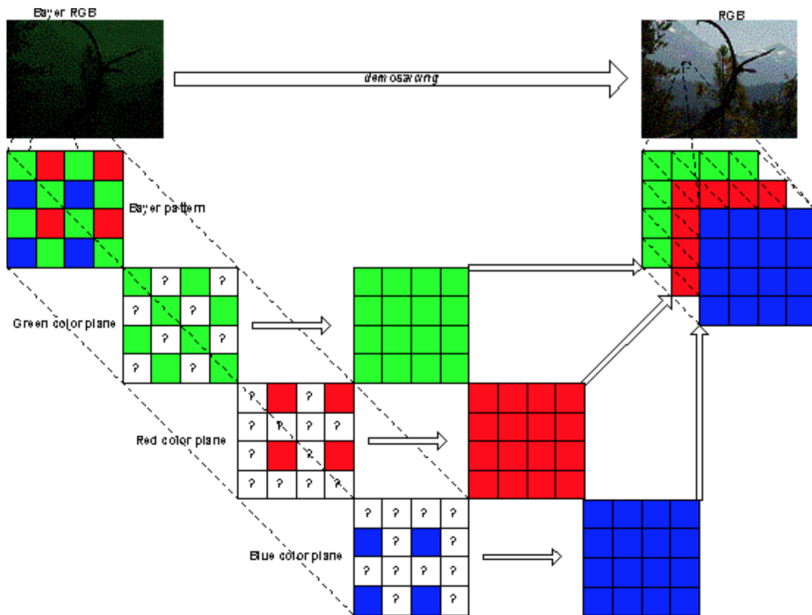 Bayer RGB
RGB
demosaicing
Bayer pattern
? ?
Green color plane
? ?
? ?
? ?
? ?
Red color plane
? ? ? ?
? ?
? ? ? ?
? ? ? ?
Blue color plane
? ?
? ? ? ?
? ?